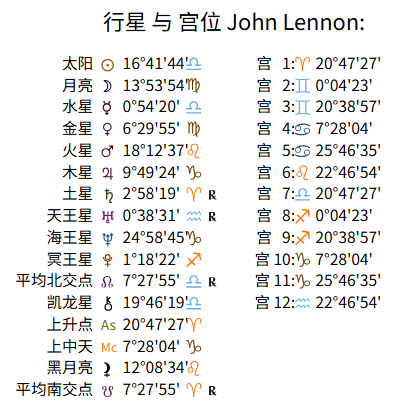 行星 与 宫位 John Lennon:
太阳 ☉ 16°41'44' ♎ 宫 1: ♈ 20°47'27'
月亮 ☽ 13°53'54' ♍ 宫 2: ♊ 0°04'23'
水星 ☿ 0°54'20' ♎ 宫 3: ♊ 20°38'57'
金星 ♀ 6°29'55' ♍ 宫 4: ♋ 7°28'04'
火星 ♂ 18°12'37' ♌ 宫 5: ♋ 25°46'35'
木星 ♃ 9°49'24' ♑ 宫 6: ♌ 22°46'54'
土星 ♄ 2°58'19' ♈ ℞ 宫 7: ♎ 20°47'27'
天王星 ♅ 0°38'31' ♒ ℞ 宫 8: ♐ 0°04'23'
海王星 ♆ 24°58'45' ♑ 宫 9: ♐ 20°38'57'
冥王星 ♇ 1°18'22' ♐ 宫 10: ♑ 7°28'04'
平均北交点 ☊ 7°27'55' ♎ ℞ 宫 11: ♑ 25°46'35'
凯龙星 ⚷ 19°46'19' ♎ 宫 12: ♒ 22°46'54'
上升点 As 20°47'27' ♈
上中天 Mc 7°28'04' ♑
黑月亮 ⚸ 12°08'34' ♌
平均南交点 ☋ 7°27'55' ♈ ℞